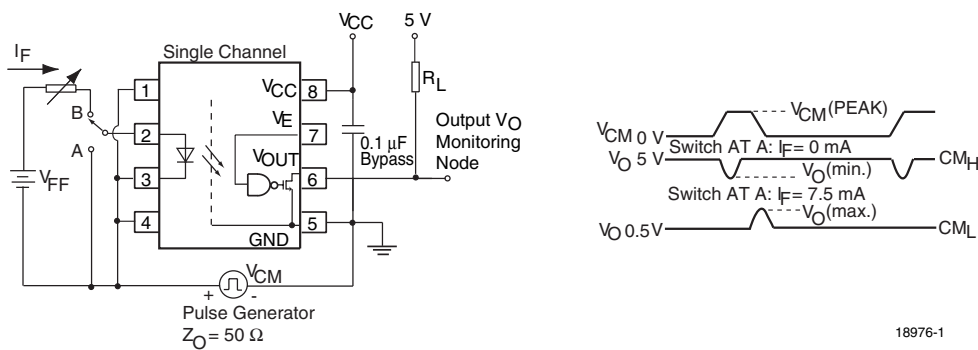 VCC
5 V
IF
Single Channel
B
A
VFF
1
2
3
4
VCC
8
VE
7
VOUT
6
GND
5
RL
0.1 μF
Bypass
Output VO
Monitoring
Node
VCM
+
-
Pulse Generator
ZO = 50 Ω
VCM(PEAK)
VCM 0 V
Switch AT A: IF= 0 mA
VO 5 V
CMH
VO(min.)
Switch AT A: IF= 7.5 mA
VO(max.)
VO 0.5 V
CML
18976-1